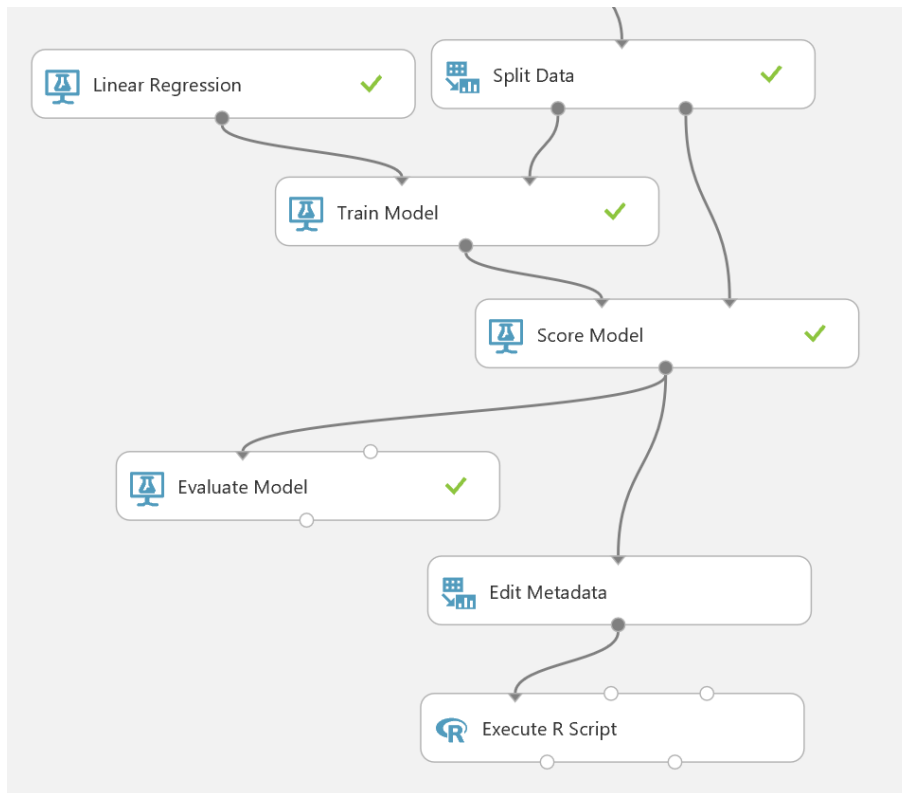 Linear Regression
Split Data
Train Model
Score Model
Evaluate Model
Edit Metadata
Execute R Script